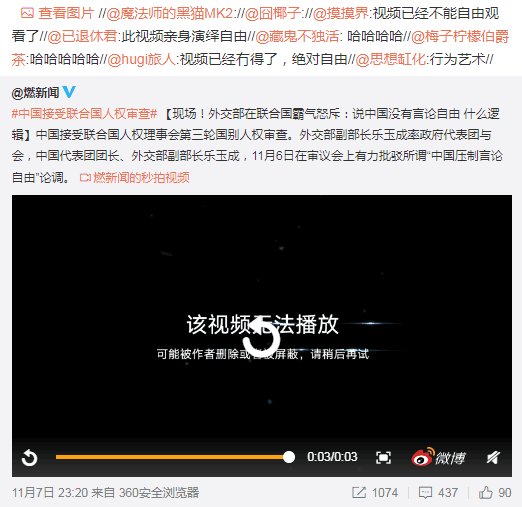 查看图片 //@魔法师的黑猫MK2://@囧椰子://@摸摸界:视频已经不能自由观
看了//@已退休君:此视频亲身演绎自由//@藏鬼不独活: 哈哈哈哈//@梅子柠檬伯爵
茶:哈哈哈哈哈//@hugi旅人:视频已经冇得了，绝对自由//@思想缸化:行为艺术//
@燃新闻
#中国接受联合国人权审查# 【现场！外交部在联合国霸气怒斥：说中国没有言论自由 什么逻
辑】中国接受联合国人权理事会第三轮国别人权审查。外交部副部长乐玉成率政府代表团与
会，中国代表团团长、外交部副部长乐玉成，11月6日在审议会上有力批驳所谓“中国压制言论
自由”论调。 燃新闻的秒拍视频
该视频无法播放
可能被作者删除或者被屏蔽，请稍后再试
0:03/0:03 微博
11月7日 23:20 来自 360安全浏览器 1074 437 90